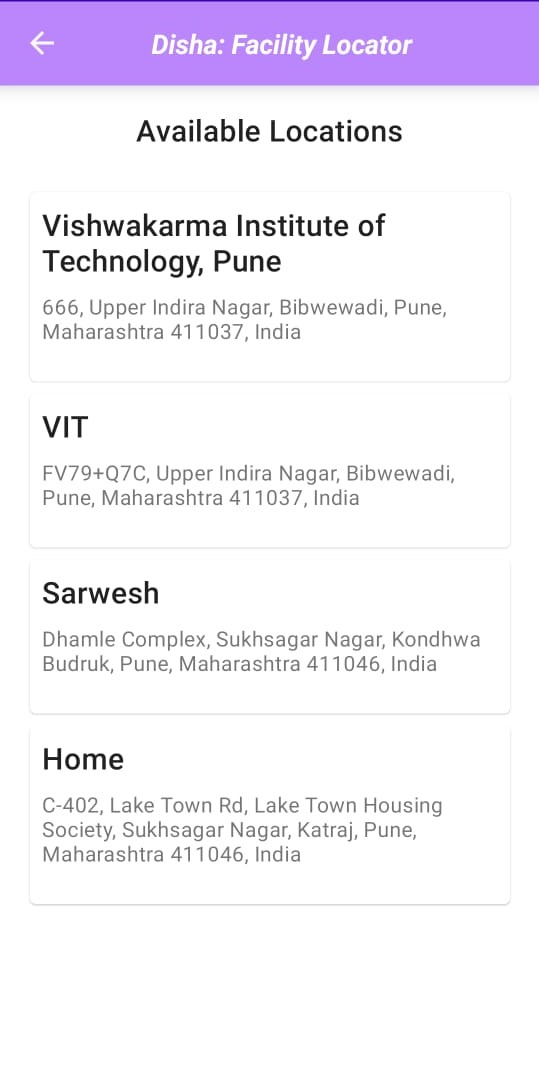 Disha: Facility Locator
Available Locations
Vishwakarma Institute of
Technology, Pune
666, Upper Indira Nagar, Bibwewadi, Pune,
Maharashtra 411037, India
VIT
FV79+Q7C, Upper Indira Nagar, Bibwewadi,
Pune, Maharashtra 411037, India
Sarwesh
Dhamle Complex, Sukhsagar Nagar, Kondhwa
Budruk, Pune, Maharashtra 411046, India
Home
C-402, Lake Town Rd, Lake Town Housing
Society, Sukhsagar Nagar, Katraj, Pune,
Maharashtra 411046, India